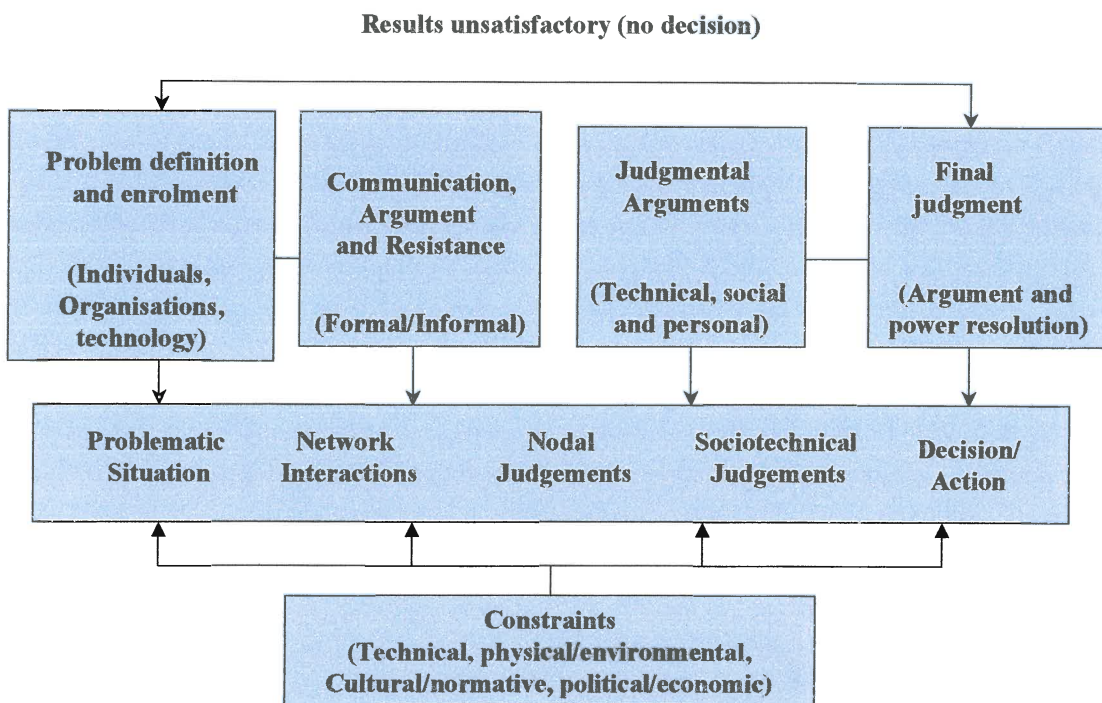 Results unsatisfactory (no decision)
Problem definition
and enrolment
(Individuals,
Organisations,
technology)
Communication,
Argument
and Resistance
(Formal/Informal)
Judgmental
Arguments
(Technical, social
and personal)
Final
judgment
(Argument and
power resolution)
Problematic
Situation
Network
Interactions
Nodal
Judgements
Sociotechnical
Judgements
Decision/
Action
Constraints
(Technical, physical/environmental,
Cultural/normative, political/economic)